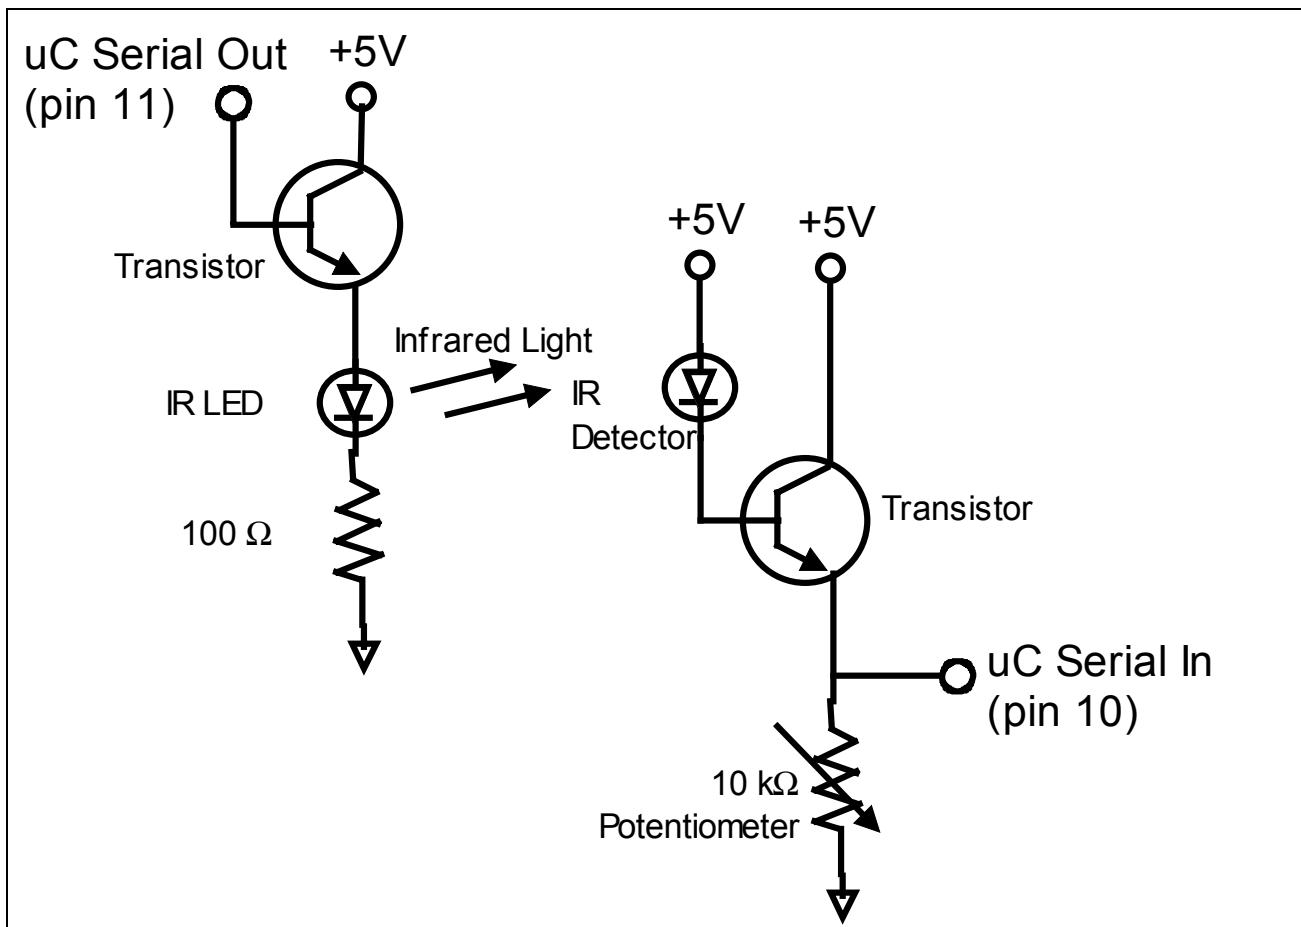 uC Serial Out
(pin 11)
+5V
Transistor
Infrared Light
IR LED
100 Ω
+5V
+5V
IR
Detector
Transistor
uC Serial In
(pin 10)
10 kΩ
Potentiometer